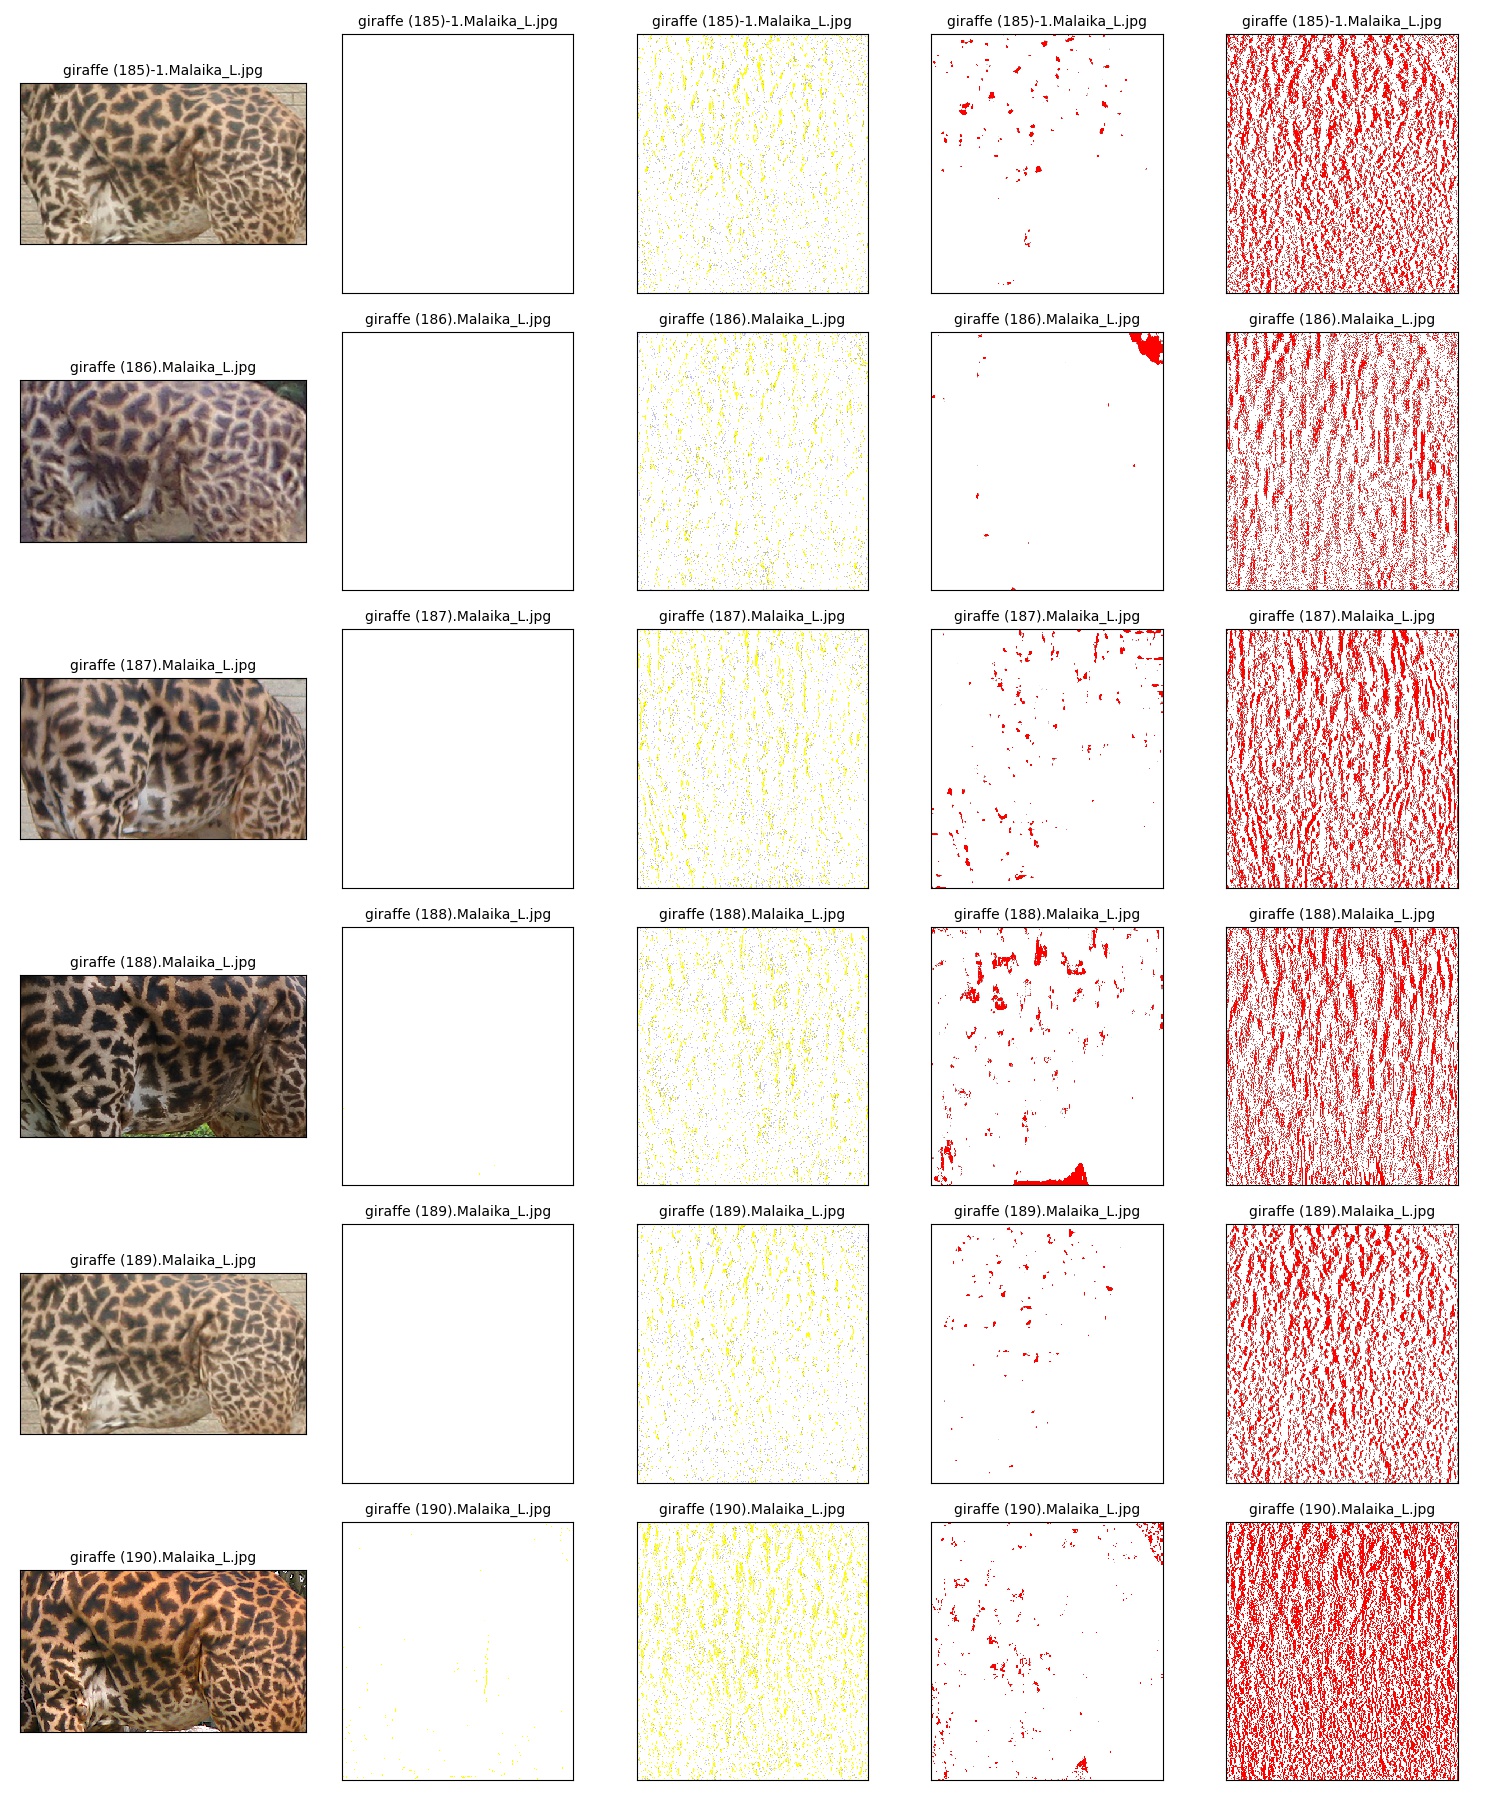 giraffe (185)-1.Malaika_L.jpg giraffe (185)-1.Malaika_L.jpg giraffe (185)-1.Malaika_L.jpg giraffe (185)-1.Malaika_L.jpg
giraffe (185)-1.Malaika_L.jpg
giraffe (186).Malaika_L.jpg giraffe (186).Malaika_L.jpg giraffe (186).Malaika_L.jpg giraffe (186).Malaika_L.jpg
giraffe (186).Malaika_L.jpg
giraffe (187).Malaika_L.jpg giraffe (187).Malaika_L.jpg giraffe (187).Malaika_L.jpg giraffe (187).Malaika_L.jpg
giraffe (187).Malaika_L.jpg
giraffe (188).Malaika_L.jpg giraffe (188).Malaika_L.jpg giraffe (188).Malaika_L.jpg giraffe (188).Malaika_L.jpg
giraffe (188).Malaika_L.jpg
giraffe (189).Malaika_L.jpg giraffe (189).Malaika_L.jpg giraffe (189).Malaika_L.jpg giraffe (189).Malaika_L.jpg
giraffe (189).Malaika_L.jpg
giraffe (190).Malaika_L.jpg giraffe (190).Malaika_L.jpg giraffe (190).Malaika_L.jpg giraffe (190).Malaika_L.jpg
giraffe (190).Malaika_L.jpg